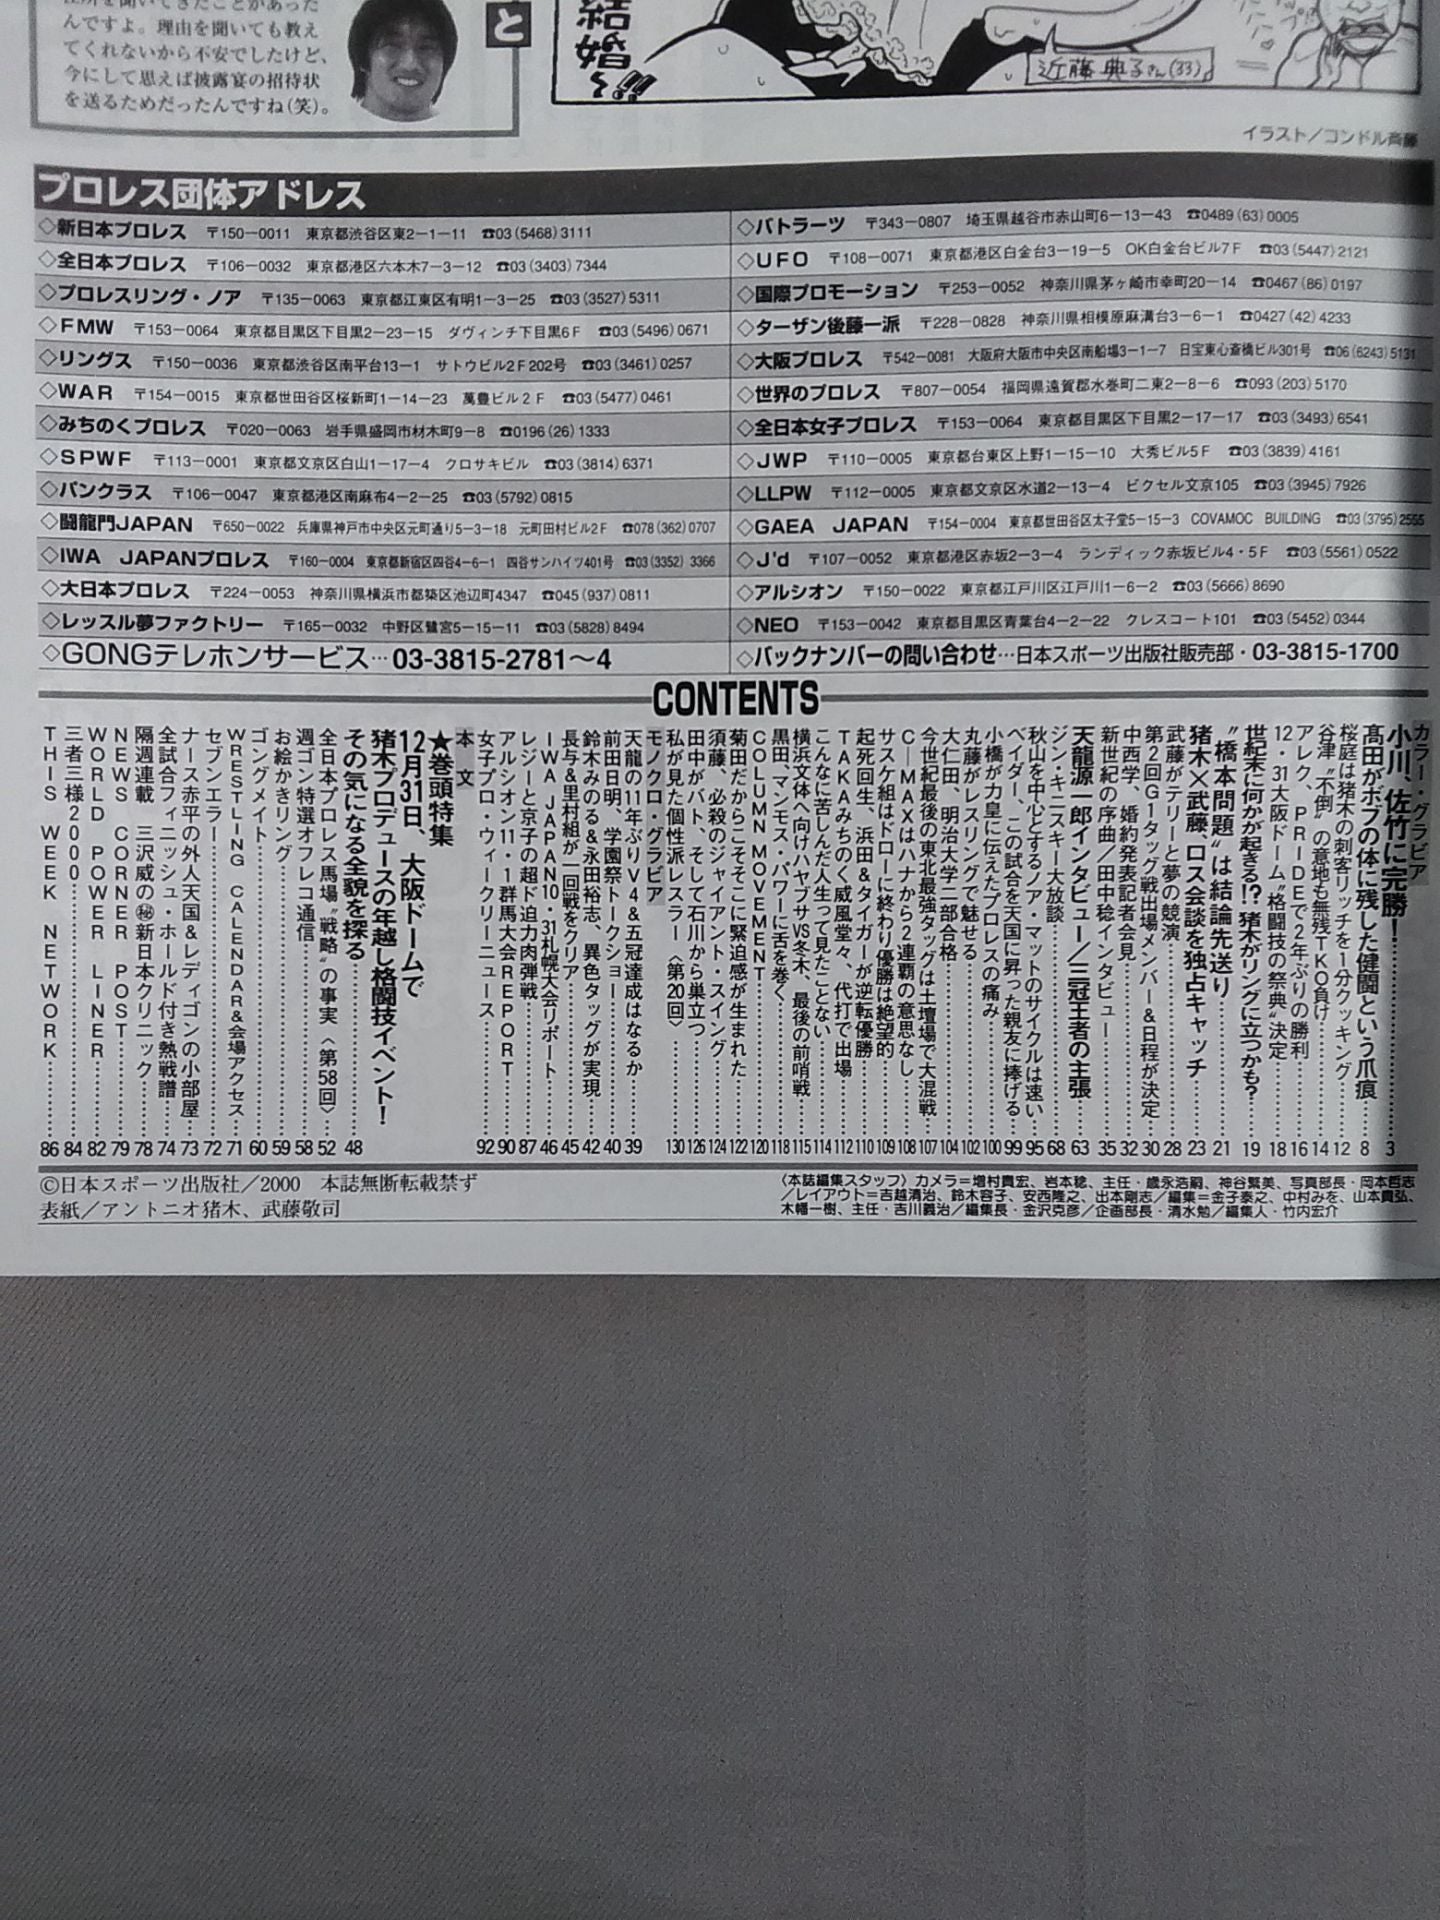 んですよ。理由を聞いても教え
てくれないから不安でしたけど、
今にして思えば披露宴の招待状
を送るためだったんですね(笑)。
と
結婚〜!!
近藤典子さん(33)
イラスト/コンドル斉藤
プロレス団体アドレス
◇新日本プロレス 〒150-0011 東京都渋谷区東2-1-11 ☎03(5468)3111
◇全日本プロレス 〒106-0032 東京都港区六本木7-3-12 ☎03(3403)7344
◇プロレスリング・ノア 〒135-0063 東京都江東区有明1-3-25 ☎03(3527)5311
◇FMW 〒153-0064 東京都目黒区下目黒2-23-15 ダヴィンチ下目黒6F ☎03(5496)0671
◇リングス 〒150-0036 東京都渋谷区南平台13-1 サトウビル2F202号 ☎03(3461)0257
◇WAR 〒154-0015 東京都世田谷区桜新町1-14-23 萬豊ビル2F ☎03(5477)0461
◇みちのくプロレス 〒020-0063 岩手県盛岡市材木町9-8 ☎0196(26)1333
◇SPWF 〒113-0001 東京都文京区白山1-17-4 クロサキビル ☎03(3814)6371
◇パンクラス 〒106-0047 東京都港区南麻布4-2-25 ☎03(5792)0815
◇闘龍門JAPAN 〒650-0022 兵庫県神戸市中央区元町通り5-3-18 元町田村ビル2F ☎078(362)0707
◇IWA JAPANプロレス 〒160-0004 東京都新宿区四谷4-6-1 四谷サンハイツ401号 ☎03(3352)3366
◇大日本プロレス 〒224-0053 神奈川県横浜市都築区池辺町4347 ☎045(937)0811
◇レッスル夢ファクトリー 〒165-0032 中野区鷺宮5-15-11 ☎03(5828)8494
◇GONGテレホンサービス…03-3815-2781〜4
◇バトラーツ 〒343-0807 埼玉県越谷市赤山町6-13-43 ☎0489(63)0005
◇UFO 〒108-0071 東京都港区白金台3-19-5 OK白金台ビル7F ☎03(5447)2121
◇国際プロモーション 〒253-0052 神奈川県茅ヶ崎市幸町20-14 ☎0467(86)0197
◇ターザン後藤一派 〒228-0828 神奈川県相模原麻溝台3-6-1 ☎0427(42)4233
◇大阪プロレス 〒542-0081 大阪府大阪市中央区南船場3-1-7 日宝東心斎橋ビル301号 ☎06(6243)5131
◇世界のプロレス 〒807-0054 福岡県遠賀郡水巻町二東2-8-6 ☎093(203)5170
◇全日本女子プロレス 〒153-0064 東京都目黒区下目黒2-17-17 ☎03(3493)6541
◇JWP 〒110-0005 東京都台東区上野1-15-10 大秀ビル5F ☎03(3839)4161
◇LLPW 〒112-0005 東京都文京区水道2-13-4 ビクセル文京105 ☎03(3945)7926
◇GAEA JAPAN 〒154-0004 東京都世田谷区太子堂5-15-3 COVAMOC BUILDING ☎03(3795)2555
◇J'd 〒107-0052 東京都港区赤坂2-3-4 ランディック赤坂ビル4・5F ☎03(5561)0522
◇アルシオン 〒150-0022 東京都江戸川区江戸川1-6-2 ☎03(5666)8690
◇NEO 〒153-0042 東京都目黒区青葉台4-2-22 クレスコート101 ☎03(5452)0344
◇バックナンバーの問い合わせ…日本スポーツ出版社販売部・03-3815-1700
CONTENTS
カラー・グラビア
小川、佐竹に完勝!……3
髙田がボブの体に残した健闘という爪痕……8
桜庭は猪木の刺客リッチを1分クッキング……12
谷津〝不倒〟の意地も無残TKO負け……14
アレク、PRIDEで2年ぶりの勝利……16
12・31大阪ドーム〝格闘技の祭典〟決定……18
世紀末に何かが起きる!? 猪木がリングに立つかも?……19
〝橋本問題〟は結論先送り……21
猪木×武藤、ロス会談を独占キャッチ……23
武藤がテリーと夢の競演……28
第2回G1タッグ戦出場メンバー&日程が決定……30
中西学、婚約発表記者会見……32
新世紀の序曲/田中稔インタビュー……35
天龍源一郎インタビュー/三冠王者の主張……63
ジン・キニスキー大放談……68
秋山を中心とするノア・マットのサイクルは速い……95
ベイダー、この試合を天国に昇った親友に捧げる……99
小橋が力皇に伝えたプロレスの痛み……100
丸藤がレスリングで魅せる……102
大仁田、明治大学二部合格……104
今世紀最後の東北最強タッグは土壇場で大混戦……107
C-MAXはハナから2連覇の意思なし……108
サスケ組はドローに終わり優勝は絶望的……109
起死回生、浜田&タイガーが逆転優勝……110
TAKAみちのく威風堂々、代打で出場……112
こんなに苦しんだ人生って見たことない……114
横浜文体へ向けハヤブサVS冬木、最後の前哨戦……115
黒田、マンモス・パワーに舌を巻く……118
COLUMN MOVEMENT……120
菊田だからこそそこに緊迫感が生まれた……122
須藤、必殺のジャイアント・スイング……124
田中がバト、そして石川から巣立つ……126
私が見た個性派レスラー〈第20回〉……130
モノクロ・グラビア
天龍の11年ぶりV4&五冠達成はなるか……39
前田日明、学園祭トークショー……40
鈴木みのる&永田裕志、異色タッグが実現……42
長与&里村組が一回戦をクリア……45
IWA JAPAN10・31札幌大会リポート……46
レジーと京子の超ド迫力肉弾戦……87
アルシオン11・1群馬大会REPORT……90
女子プロ・ウィークリーニュース……92
本文
★巻頭特集
12月31日、大阪ドームで
猪木プロデュースの年越し格闘技イベント!
その気になる全貌を探る……48
全日本プロレス馬場〝戦略〟の事実〈第58回〉……52
週ゴン特選オフレコ通信……58
お絵かきリング……59
ゴングメイト……60
WRESTLING CALENDAR&会場アクセス……71
セブンエラー……72
ナース赤平の外人天国&レディゴンの小部屋……73
全試合フィニッシュ・ホールド付き熱戦譜……74
隔週連載 三沢威の㊙新日本クリニック……78
NEWS CORNER POST……79
WORLD POWER LINER……82
三者三様2000……84
THIS WEEK NETWORK……86
©日本スポーツ出版社/2000 本誌無断転載禁ず
表紙/アントニオ猪木、武藤敬司
〈本誌編集スタッフ〉カメラ=増村貴宏、岩本稔、主任・歳永浩嗣、神谷繁美、写真部長・岡本哲志
/レイアウト=吉越清治、鈴木容子、安西隆之、出本剛志/編集=金子泰之、中村みを、山本貢弘、
木幡一樹、主任・吉川義治/編集長・金沢克彦/企画部長・清水勉/編集人・竹内宏介